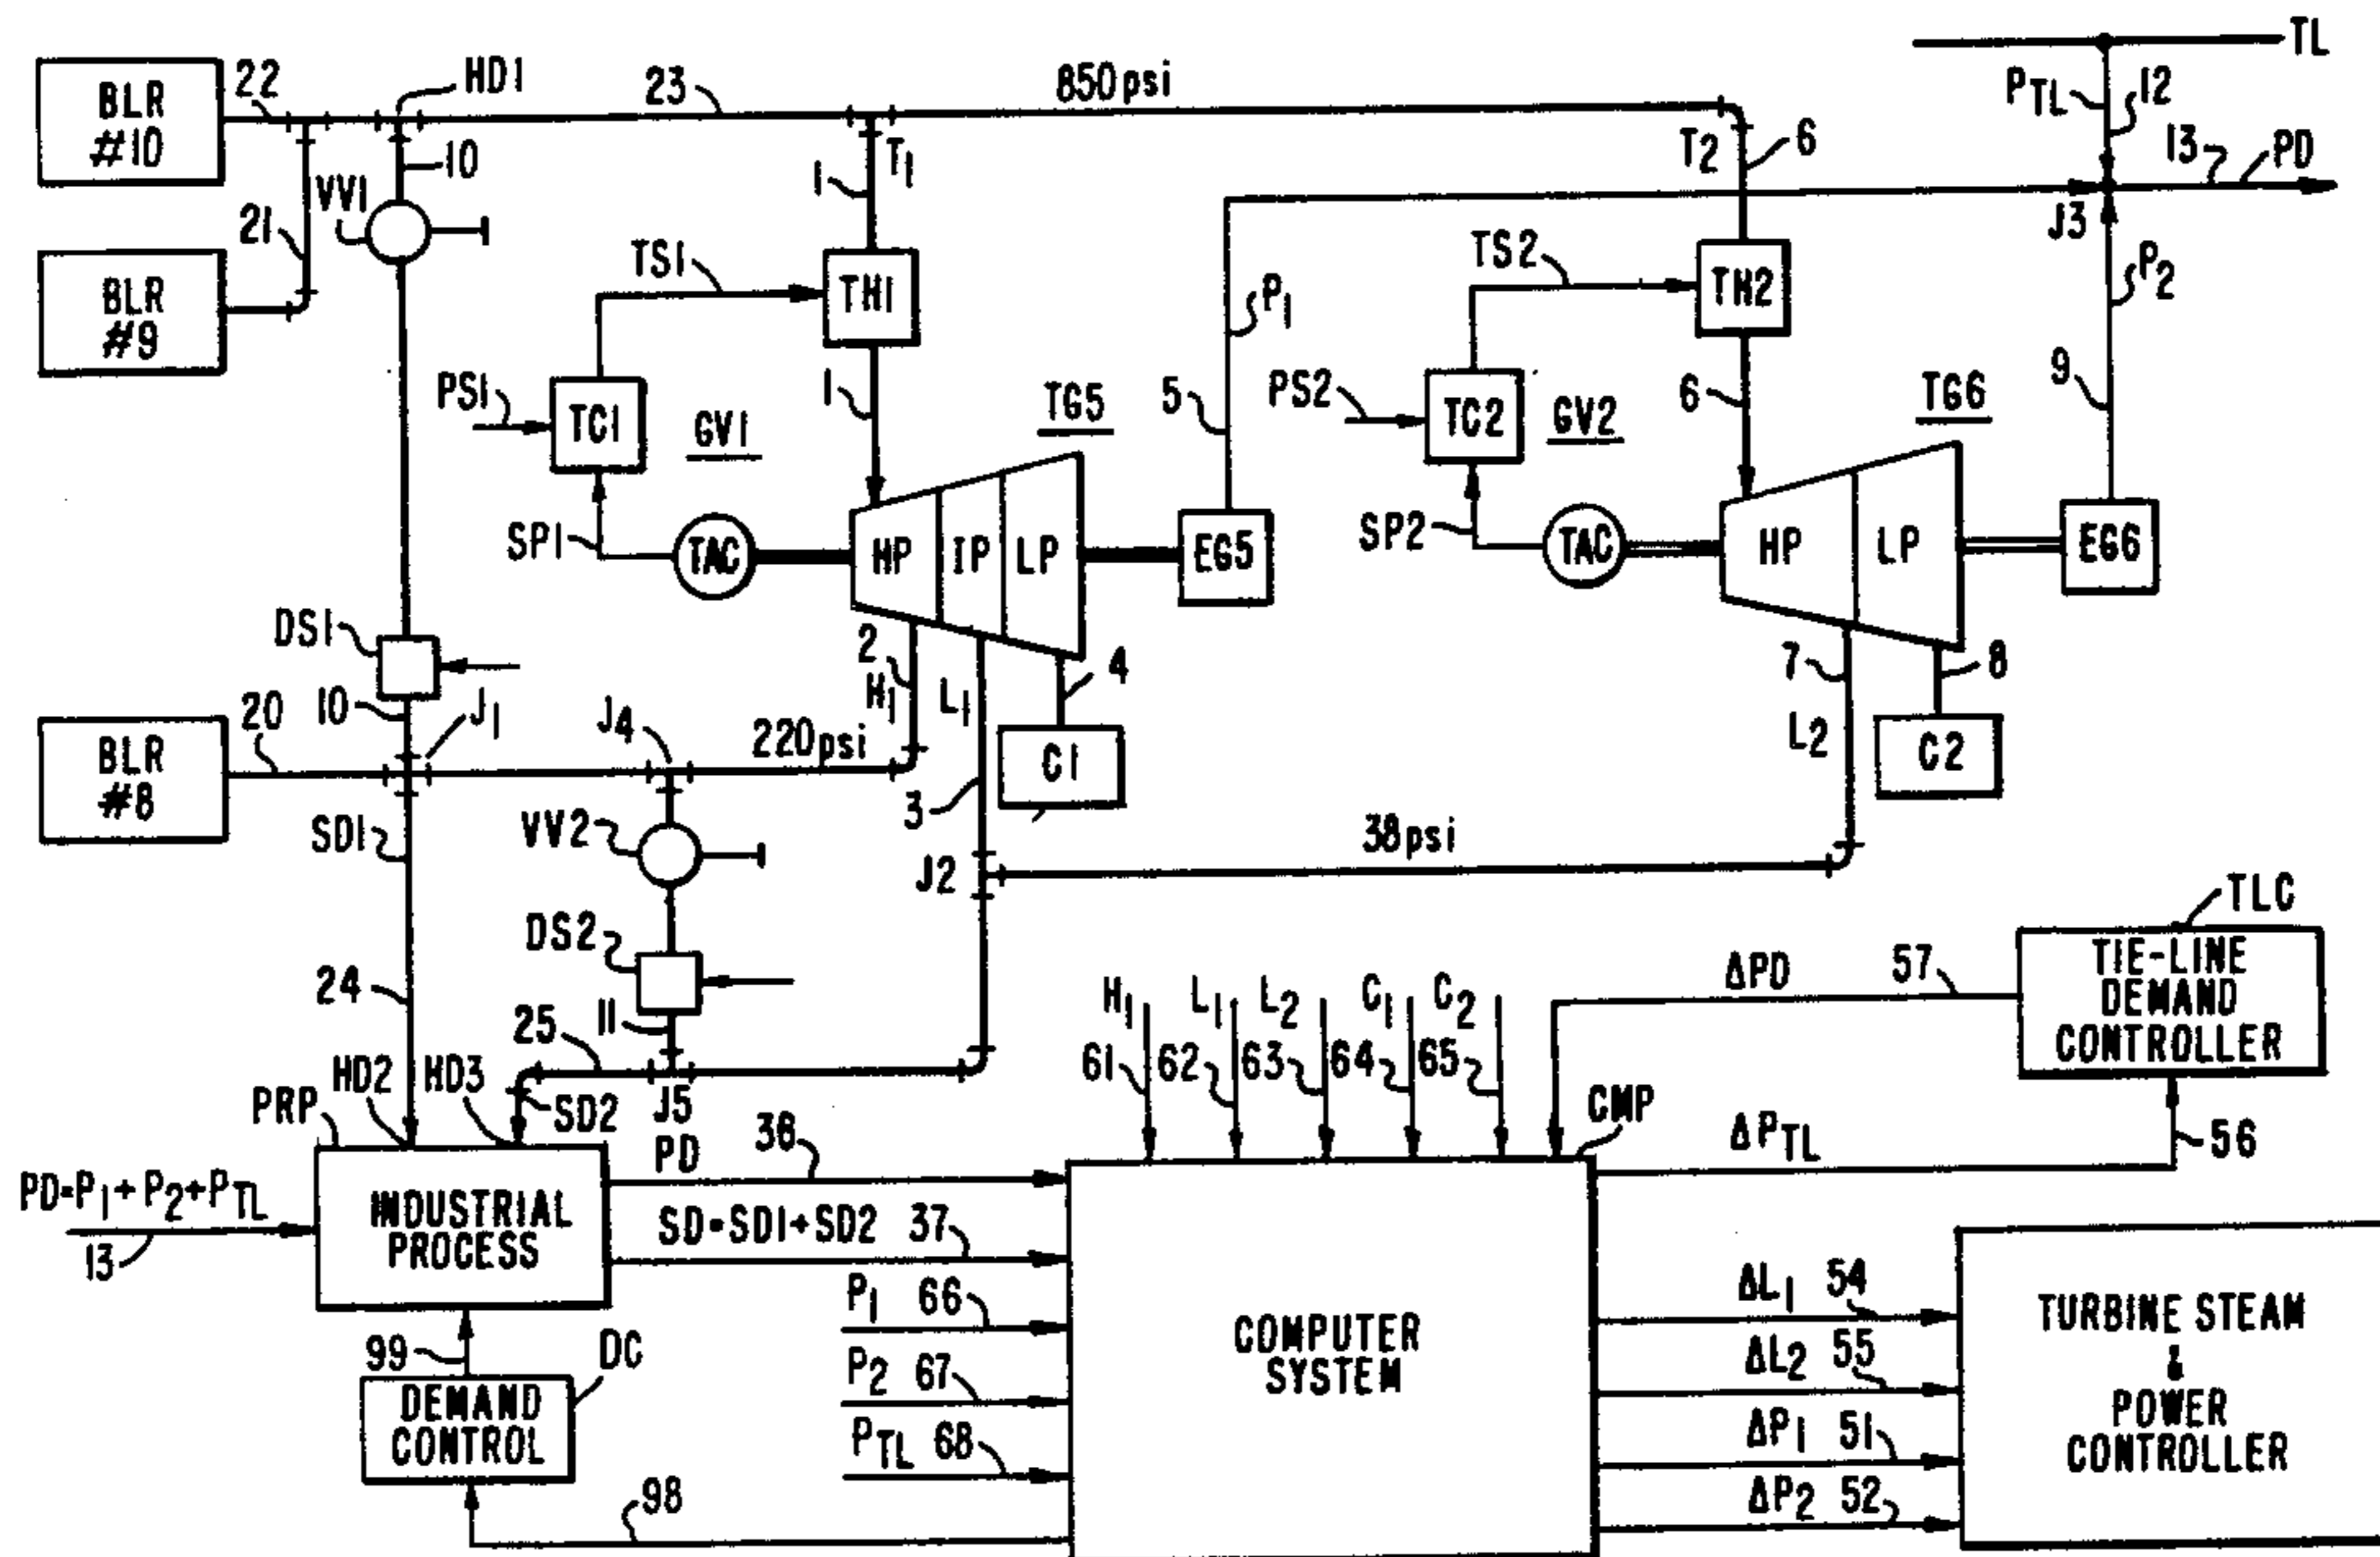 TL
BLR
#10
22
HD1
23
850psi
PTL
12
10
T1
1
T2
6
13
PD
VV1
21
J3
BLR
#9
TS1
TH1
TS2
TH2
P1
P2
PS1
TC1
GV1
1
TG5
5
PS2
TC2
GV2
6
TG6
9
SP1
TAC
HP
IP
LP
EG5
SP2
TAC
HP
LP
EG6
DS1
2
H1
L1
4
7
8
10
J1
BLR
#8
20
J4
220psi
C1
L2
C2
SD1
VV2
3
38psi
J2
TLC
DS2
24
11
25
H1
L1
L2
C1
C2
ΔPD
57
TIE-LINE
DEMAND
CONTROLLER
61
62
63
64
65
HD2
HD3
PRP
SD2
J5
CMP
PD
36
ΔPTL
56
PD=P1+P2+PTL
13
INDUSTRIAL
PROCESS
SD=SD1+SD2
37
P1
66
ΔL1
54
TURBINE STEAM
&
POWER
CONTROLLER
COMPUTER
SYSTEM
99
DC
P2
67
ΔL2
55
DEMAND
CONTROL
PTL
68
ΔP1
51
98
ΔP2
52